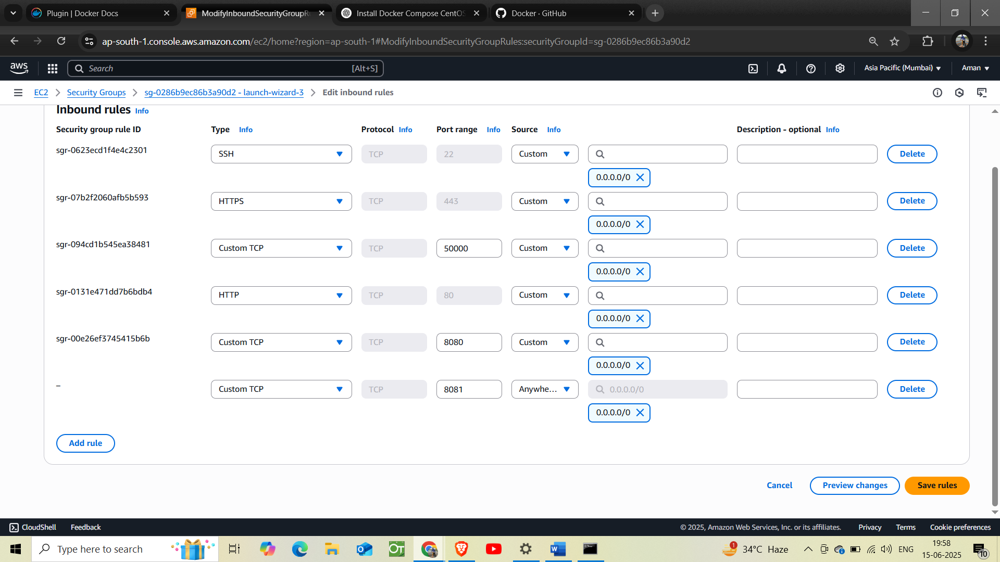 Plugin | Docker Docs
ModifyInboundSecurityGroupR
Install Docker Compose CentOS
Docker · GitHub
ap-south-1.console.aws.amazon.com/ec2/home?region=ap-south-1#ModifyInboundSecurityGroupRules:securityGroupId=sg-0286b9ec86b3a90d2
aws
Search
[Alt+S]
Asia Pacific (Mumbai)
Aman
EC2
Security Groups
sg-0286b9ec86b3a90d2 - launch-wizard-3
Edit inbound rules
Inbound rules Info
Security group rule ID
Type Info
Protocol Info
Port range Info
Source Info
Description - optional Info
sgr-0623ecd1f4e4c2301
SSH
TCP
22
Custom
Delete
0.0.0.0/0
sgr-07b2f2060afb5b593
HTTPS
TCP
443
Custom
Delete
0.0.0.0/0
sgr-094cd1b545ea38481
Custom TCP
TCP
50000
Custom
Delete
0.0.0.0/0
sgr-0131e471dd7b6bdb4
HTTP
TCP
80
Custom
Delete
0.0.0.0/0
sgr-00e26ef3745415b6b
Custom TCP
TCP
8080
Custom
Delete
0.0.0.0/0
–
Custom TCP
TCP
8081
Anywhe...
0.0.0.0/0
Delete
0.0.0.0/0
Add rule
Cancel
Preview changes
Save rules
CloudShell
Feedback
© 2025, Amazon Web Services, Inc. or its affiliates.
Privacy
Terms
Cookie preferences
Type here to search
OT
1
34°C Haze
ENG
19:58
15-06-2025
10